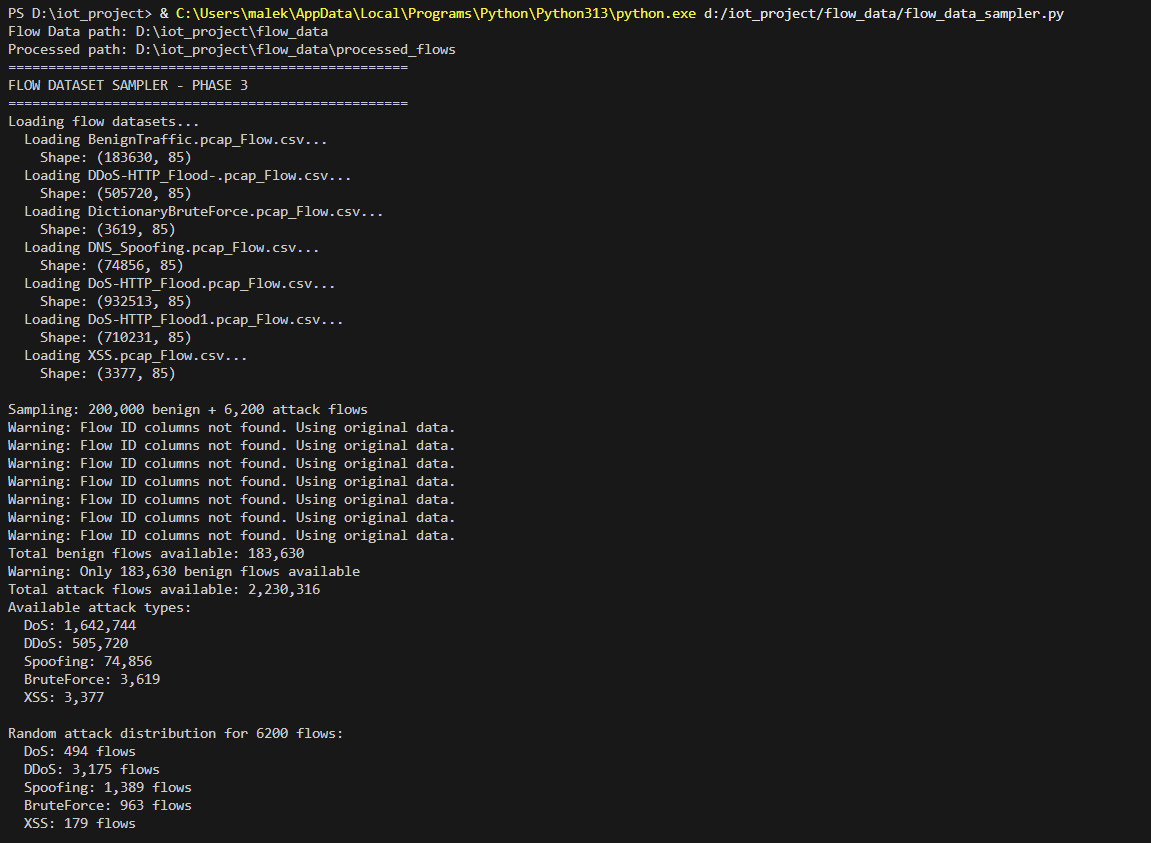 PS D:\iot_project> & C:\Users\malek\AppData\Local\Programs\Python\Python313\python.exe d:/iot_project/flow_data/flow_data_sampler.py
Flow Data path: D:\iot_project\flow_data
Processed path: D:\iot_project\flow_data\processed_flows
==================================================
FLOW DATASET SAMPLER - PHASE 3
==================================================
Loading flow datasets...
  Loading BenignTraffic.pcap_Flow.csv...
    Shape: (183630, 85)
  Loading DDoS-HTTP_Flood-.pcap_Flow.csv...
    Shape: (505720, 85)
  Loading DictionaryBruteForce.pcap_Flow.csv...
    Shape: (3619, 85)
  Loading DNS_Spoofing.pcap_Flow.csv...
    Shape: (74856, 85)
  Loading DoS-HTTP_Flood.pcap_Flow.csv...
    Shape: (932513, 85)
  Loading DoS-HTTP_Flood1.pcap_Flow.csv...
    Shape: (710231, 85)
  Loading XSS.pcap_Flow.csv...
    Shape: (3377, 85)

Sampling: 200,000 benign + 6,200 attack flows
Warning: Flow ID columns not found. Using original data.
Warning: Flow ID columns not found. Using original data.
Warning: Flow ID columns not found. Using original data.
Warning: Flow ID columns not found. Using original data.
Warning: Flow ID columns not found. Using original data.
Warning: Flow ID columns not found. Using original data.
Warning: Flow ID columns not found. Using original data.
Total benign flows available: 183,630
Warning: Only 183,630 benign flows available
Total attack flows available: 2,230,316
Available attack types:
  DoS: 1,642,744
  DDoS: 505,720
  Spoofing: 74,856
  BruteForce: 3,619
  XSS: 3,377

Random attack distribution for 6200 flows:
  DoS: 494 flows
  DDoS: 3,175 flows
  Spoofing: 1,389 flows
  BruteForce: 963 flows
  XSS: 179 flows